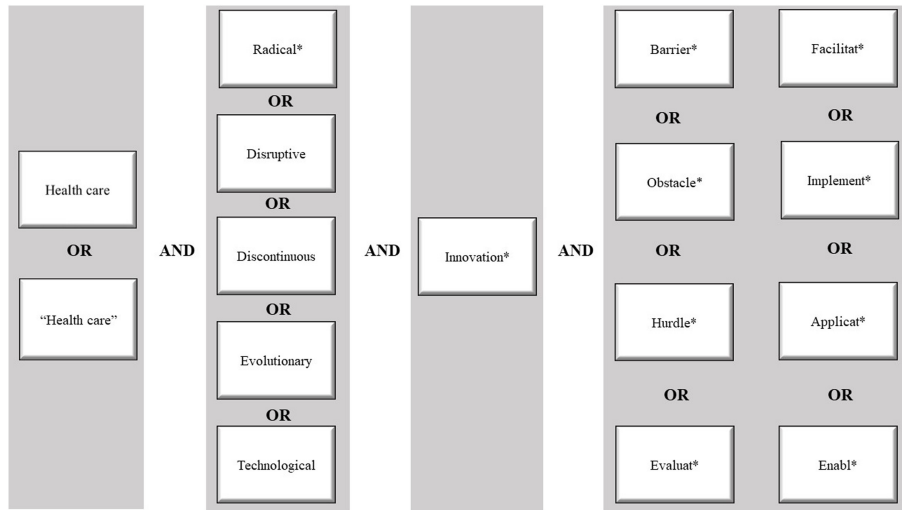 Health care
OR
“Health care”
AND
Radical*
OR
Disruptive
OR
Discontinuous
OR
Evolutionary
OR
Technological
AND
Innovation*
AND
Barrier*
OR
Obstacle*
OR
Hurdle*
OR
Evaluat*
Facilitat*
OR
Implement*
OR
Applicat*
OR
Enabl*